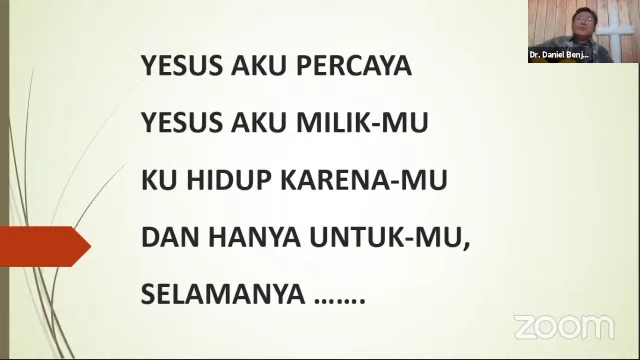 Dr. Daniel Benj...
YESUS AKU PERCAYA
YESUS AKU MILIK-MU
KU HIDUP KARENA-MU
DAN HANYA UNTUK-MU,
SELAMANYA …….
zoom